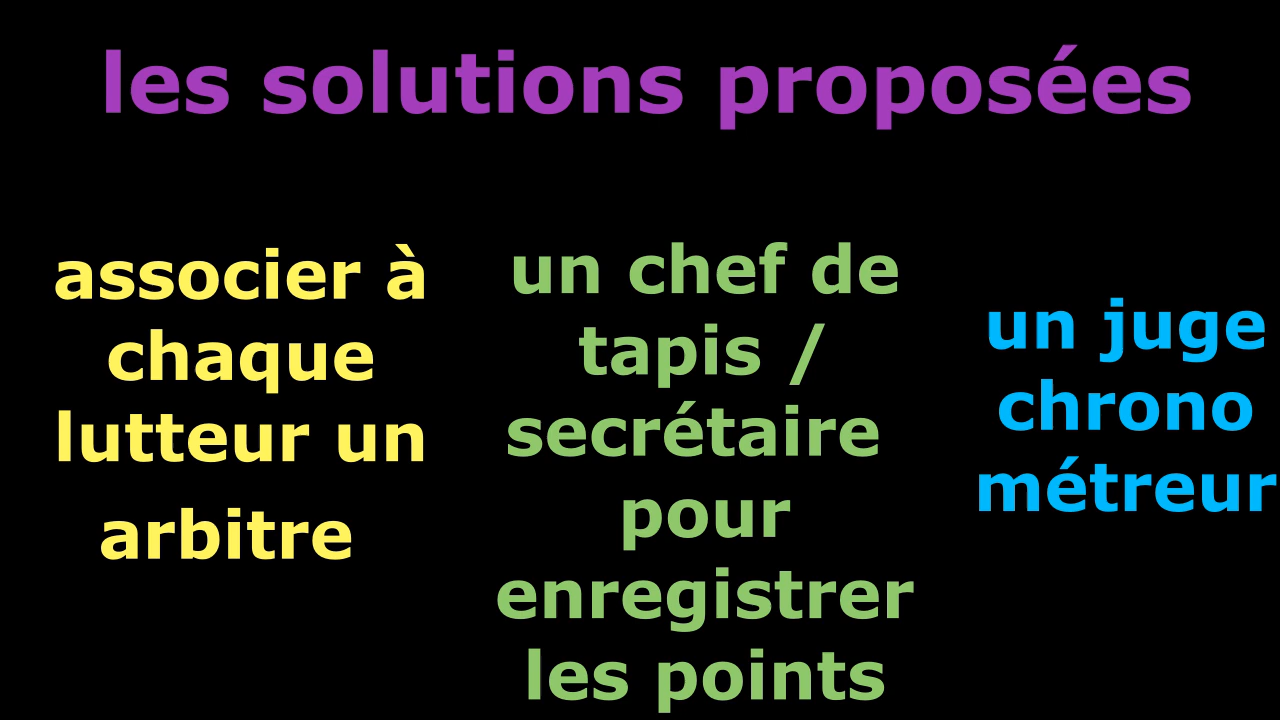 les solutions proposées
associer à
chaque
lutteur un
arbitre
un chef de
tapis /
secrétaire
pour
enregistrer
les points
un juge
chrono
métreur